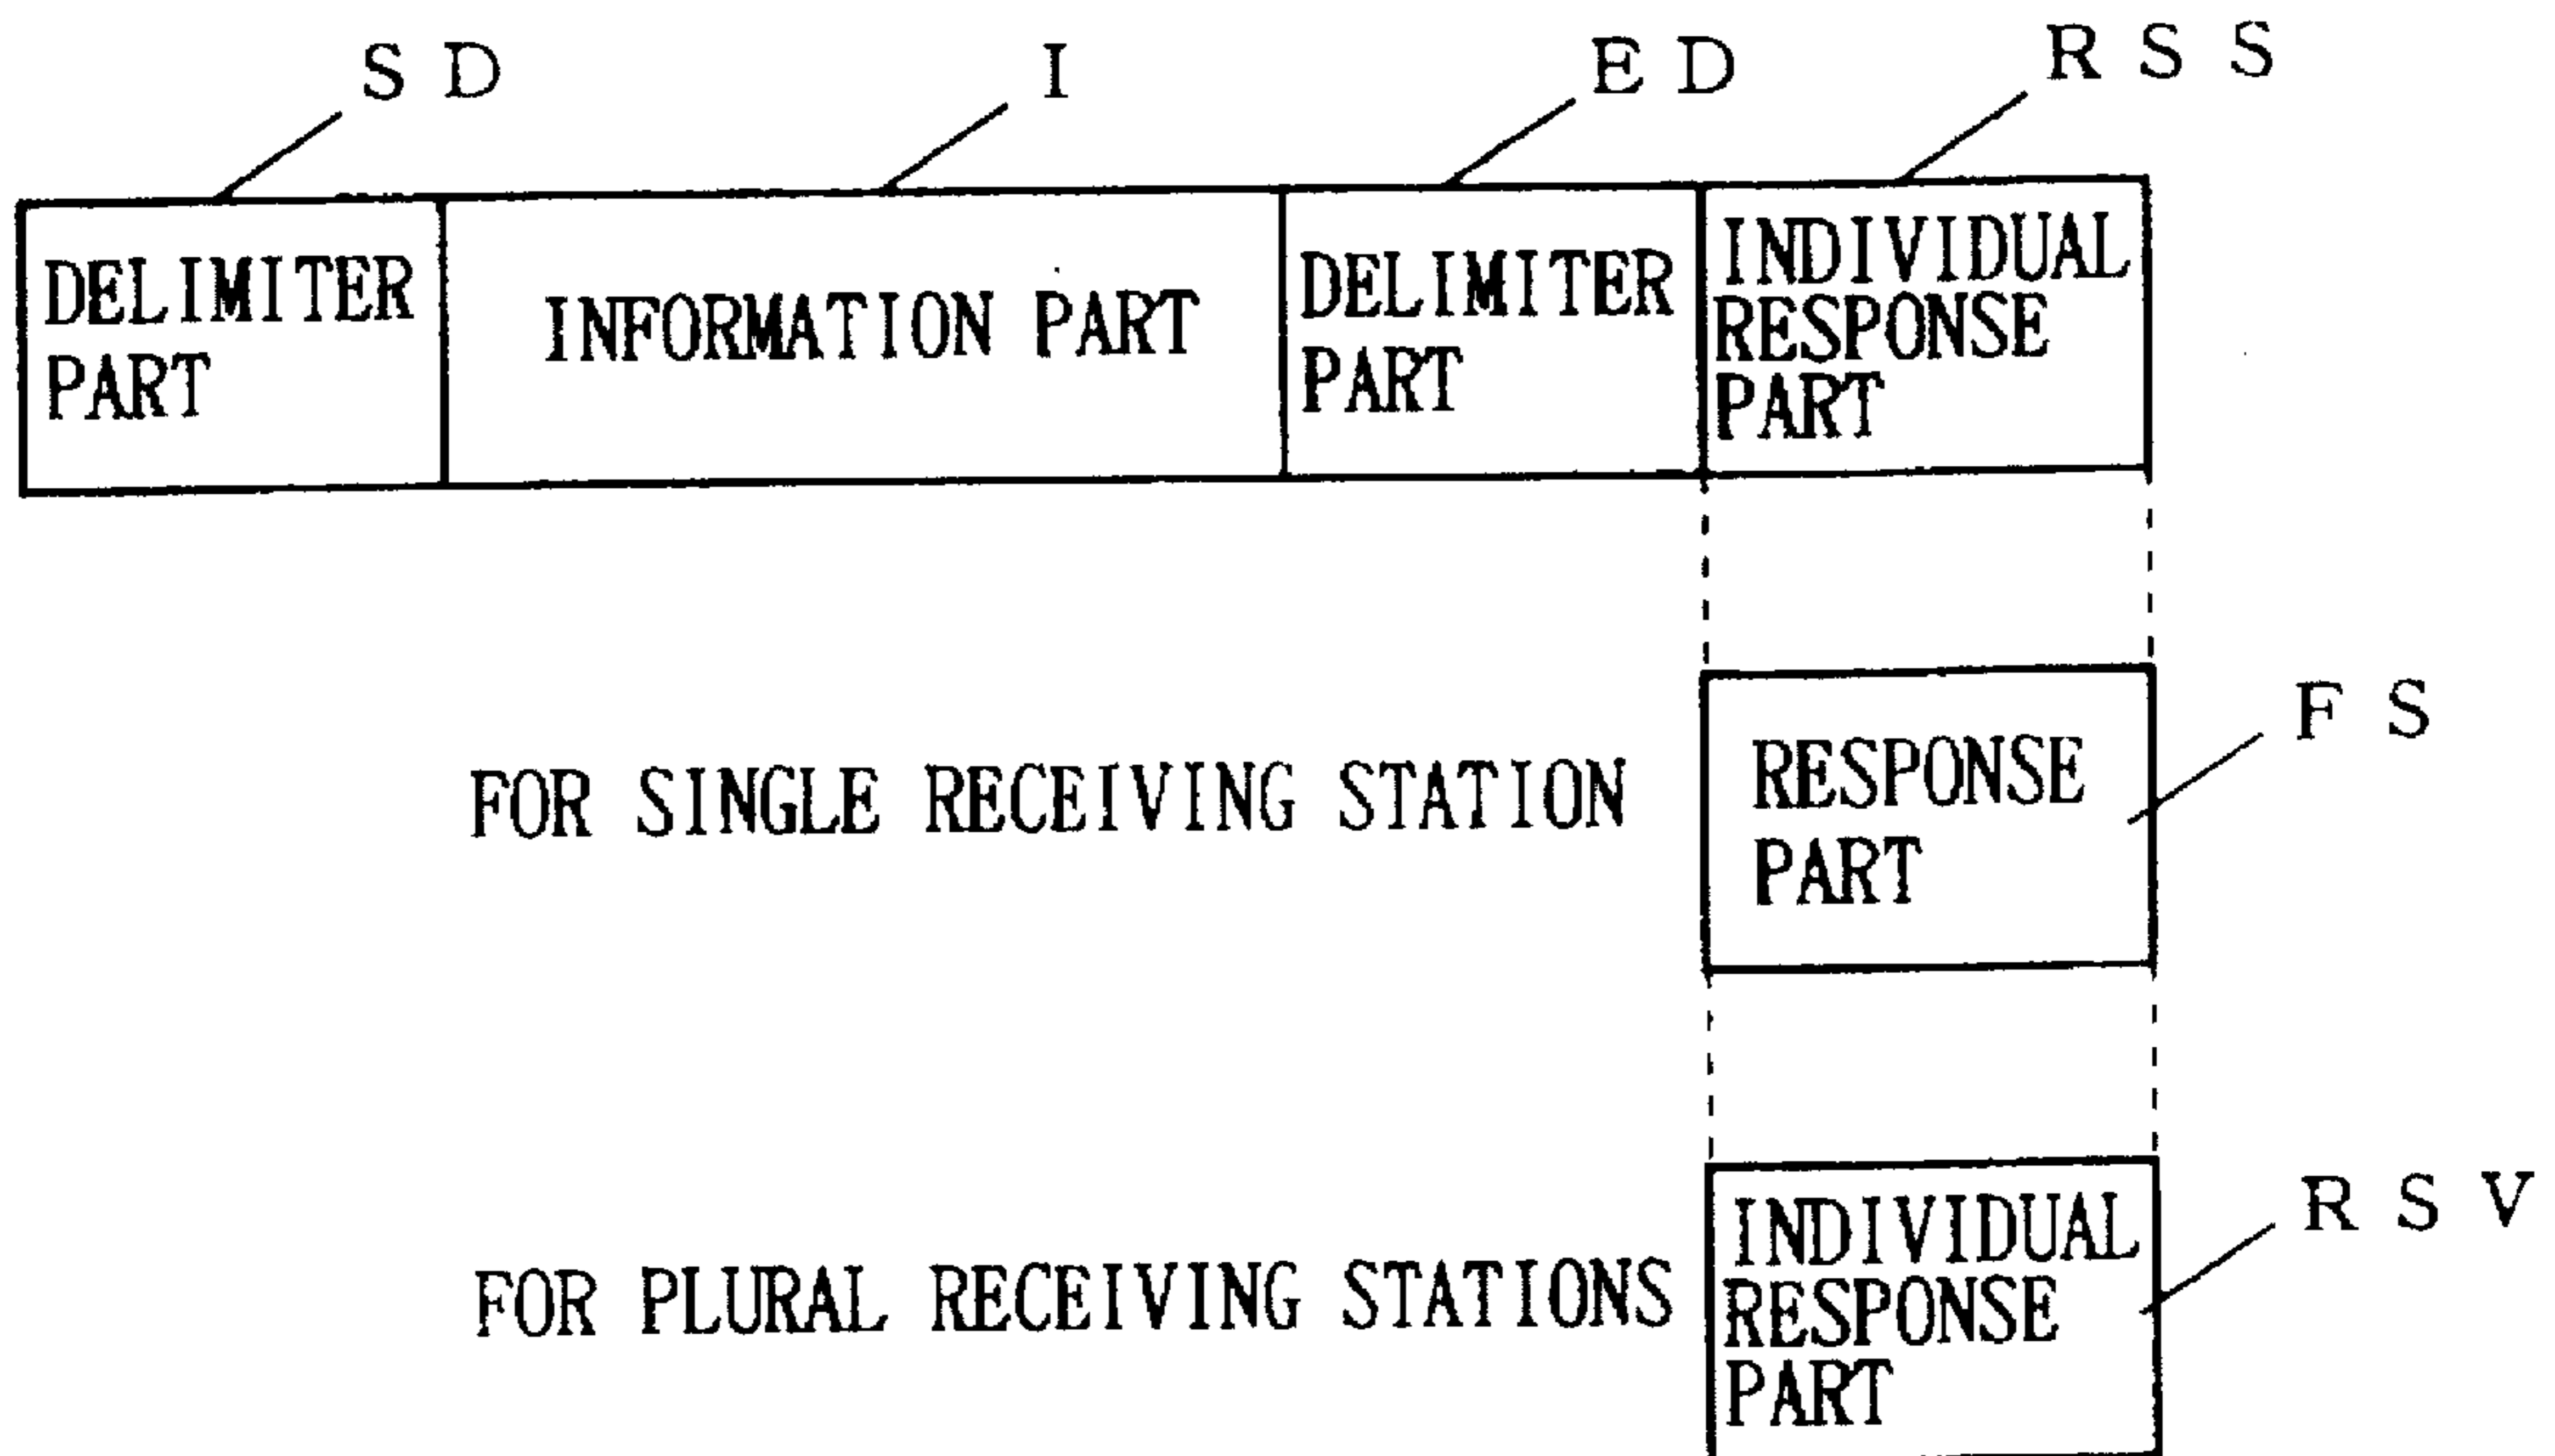 S D
I
E D
R S S
DELIMITER
PART
INFORMATION PART
DELIMITER
PART
INDIVIDUAL
RESPONSE
PART
FOR SINGLE RECEIVING STATION
RESPONSE
PART
F S
FOR PLURAL RECEIVING STATIONS
INDIVIDUAL
RESPONSE
PART
R S V